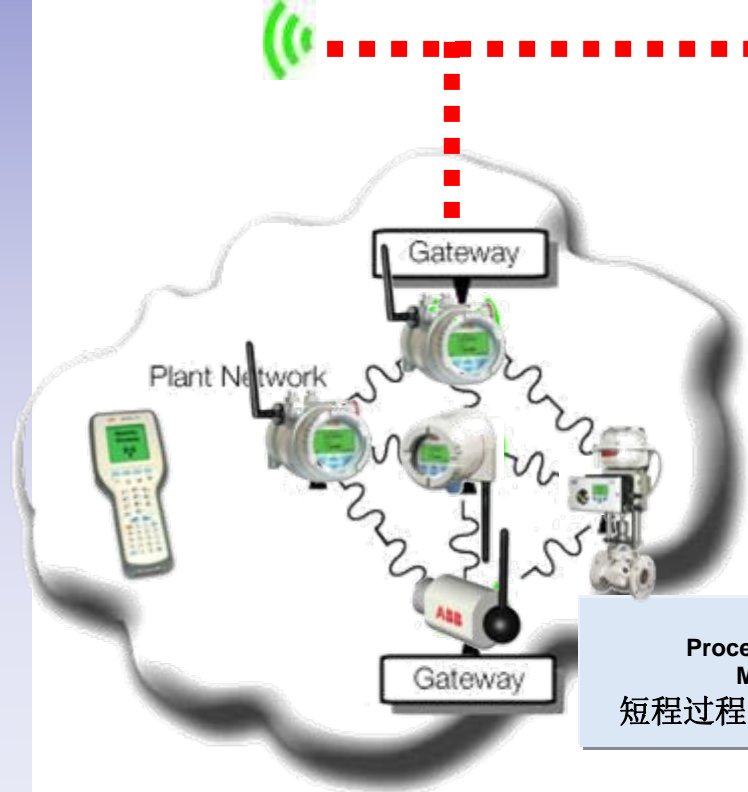 Gateway
Plant Network
ABB
Gateway
Proce
M
短程过程